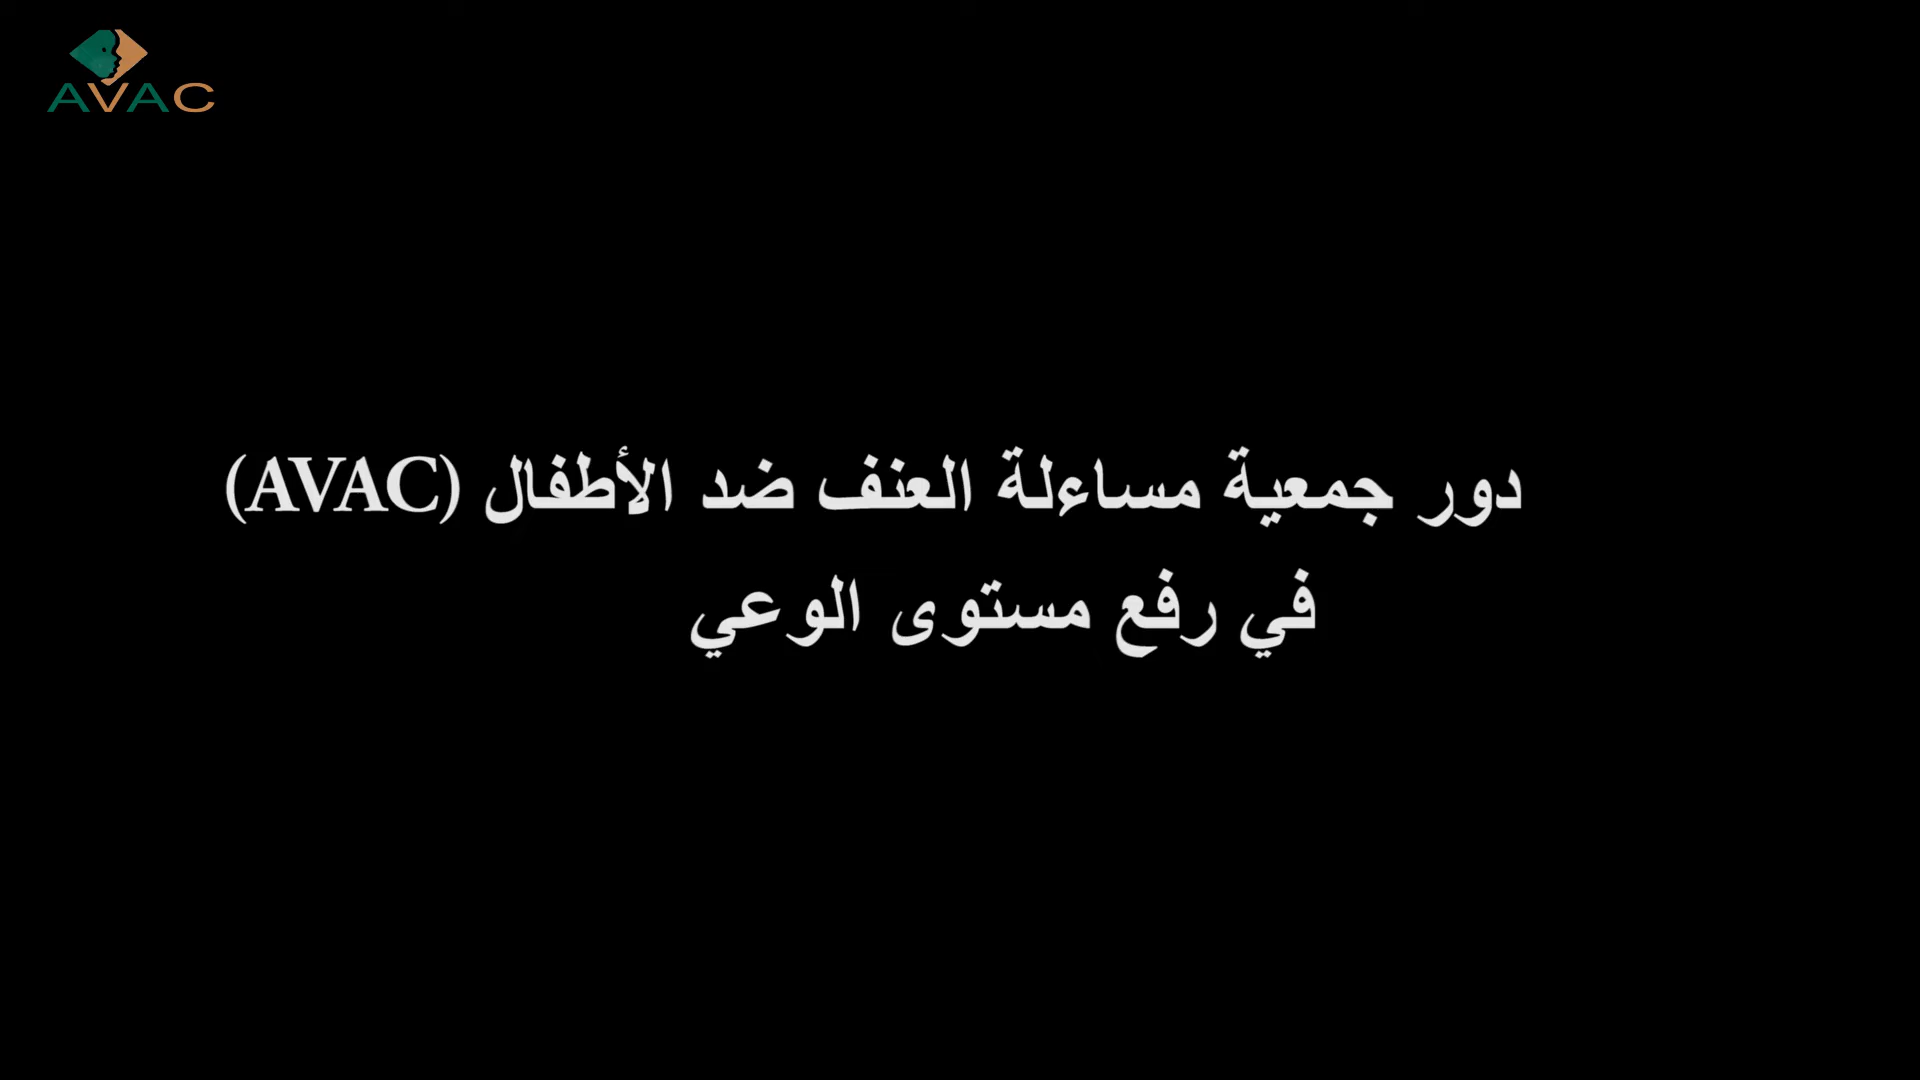 AVAC
دور جمعية مساءلة العنف ضد الأطفال (AVAC)
في رفع مستوى الوعي